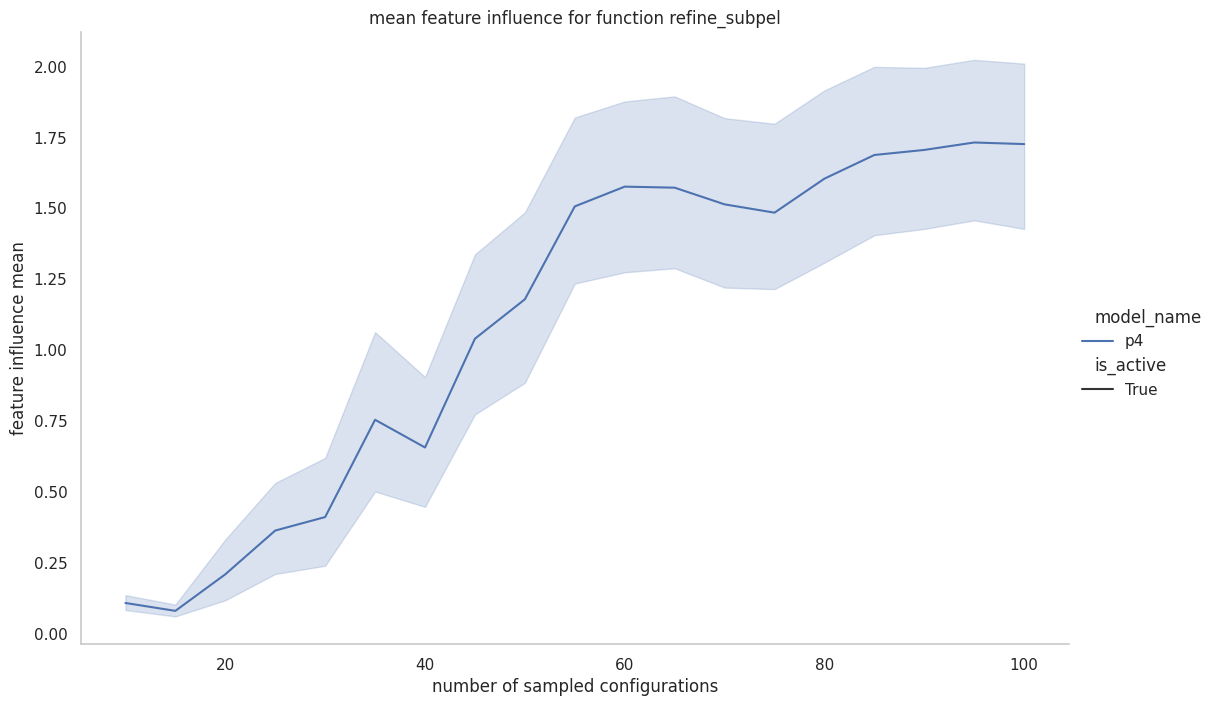 mean feature influence for function refine_subpel
2.00
1.75
1.50
1.25
1.00
0.75
0.50
0.25
0.00
feature influence mean
20
40
60
80
100
number of sampled configurations
model_name
p4
is_active
True